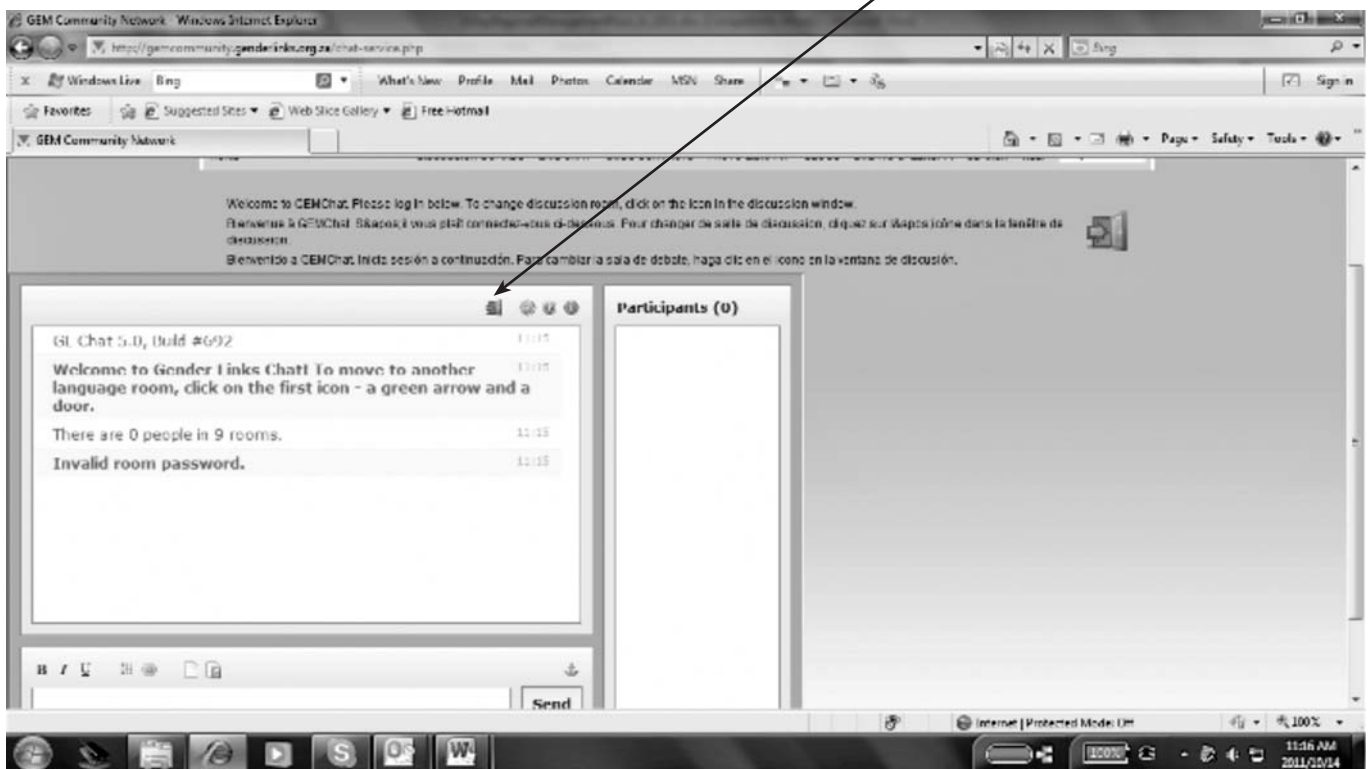 GEM Community Network - Windows Internet Explorer
http://gemcommunity.genderlinks.org.za/chat-service.php
Bing
x Windows Live Bing What's New Profile Mail Photos Calendar MSN Share Sign in
Favorites Suggested Sites Web Slice Gallery Free Hotmail
GEM Community Network Page Safety Tools
Welcome to GEMChat. Please log in below. To change discussion room, click on the icon in the discussion window.
Bienvenue à GEMChat. S&apos;il vous plaît connectez-vous ci-dessous. Pour changer de salle de discussion, cliquez sur l&apos;icône dans la fenêtre de
discussion.
Bienvenido a GEMChat. Inicia sesión a continuación. Para cambiar la sala de debate, haga clic en el icono en la ventana de discusión.
Participants (0)
GL Chat 5.0, Build #692 11:15
Welcome to Gender Links Chat! To move to another 11:15
language room, click on the first icon - a green arrow and a
door.
There are 0 people in 9 rooms. 11:15
Invalid room password. 11:15
B I U
Send
Internet | Protected Mode: Off 100%
100%
11:16 AM
2011/10/14